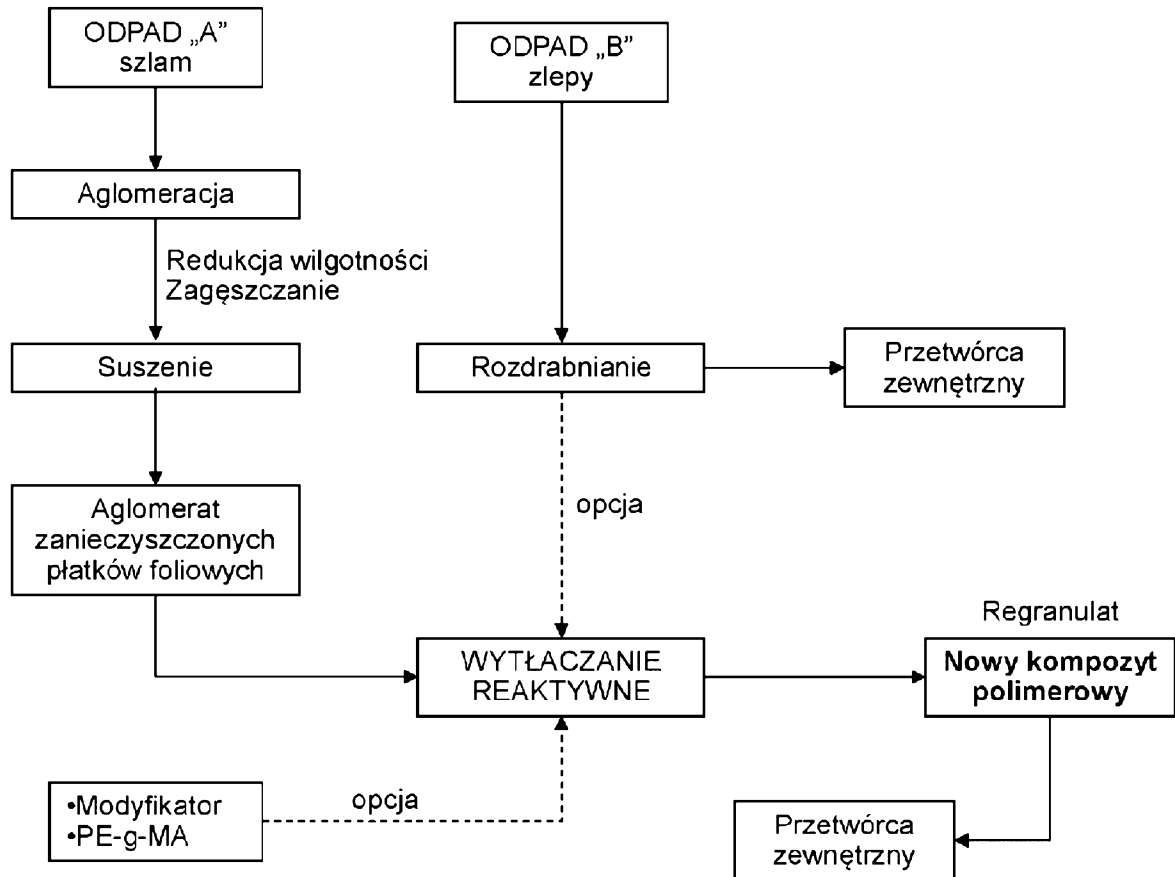 ODPAD „A”
szlam
ODPAD „B”
zlepy
Aglomeracja
Redukcja wilgotności
Zagęszczanie
Suszenie
Rozdrabnianie
Przetwórca
zewnętrzny
Aglomerat
zanieczyszczonych
płatków foliowych
opcja
WYTŁACZANIE
REAKTYWNE
Regranulat
Nowy kompozyt
polimerowy
•Modyfikator
•PE-g-MA
opcja
Przetwórca
zewnętrzny